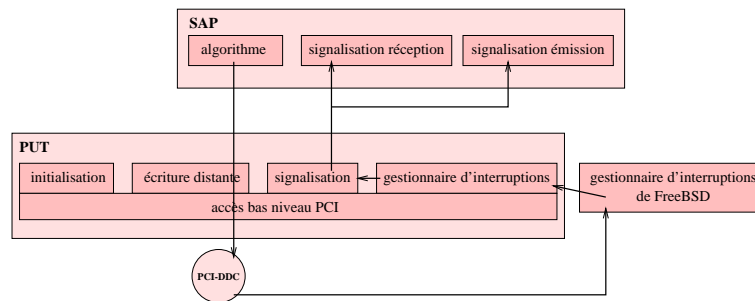 SAP
algorithme
signalisation réception
signalisation émission
PUT
initialisation
écriture distante
signalisation
gestionnaire d'interruptions
gestionnaire d'interruptions
de FreeBSD
accès bas niveau PCI
PCI-DDC